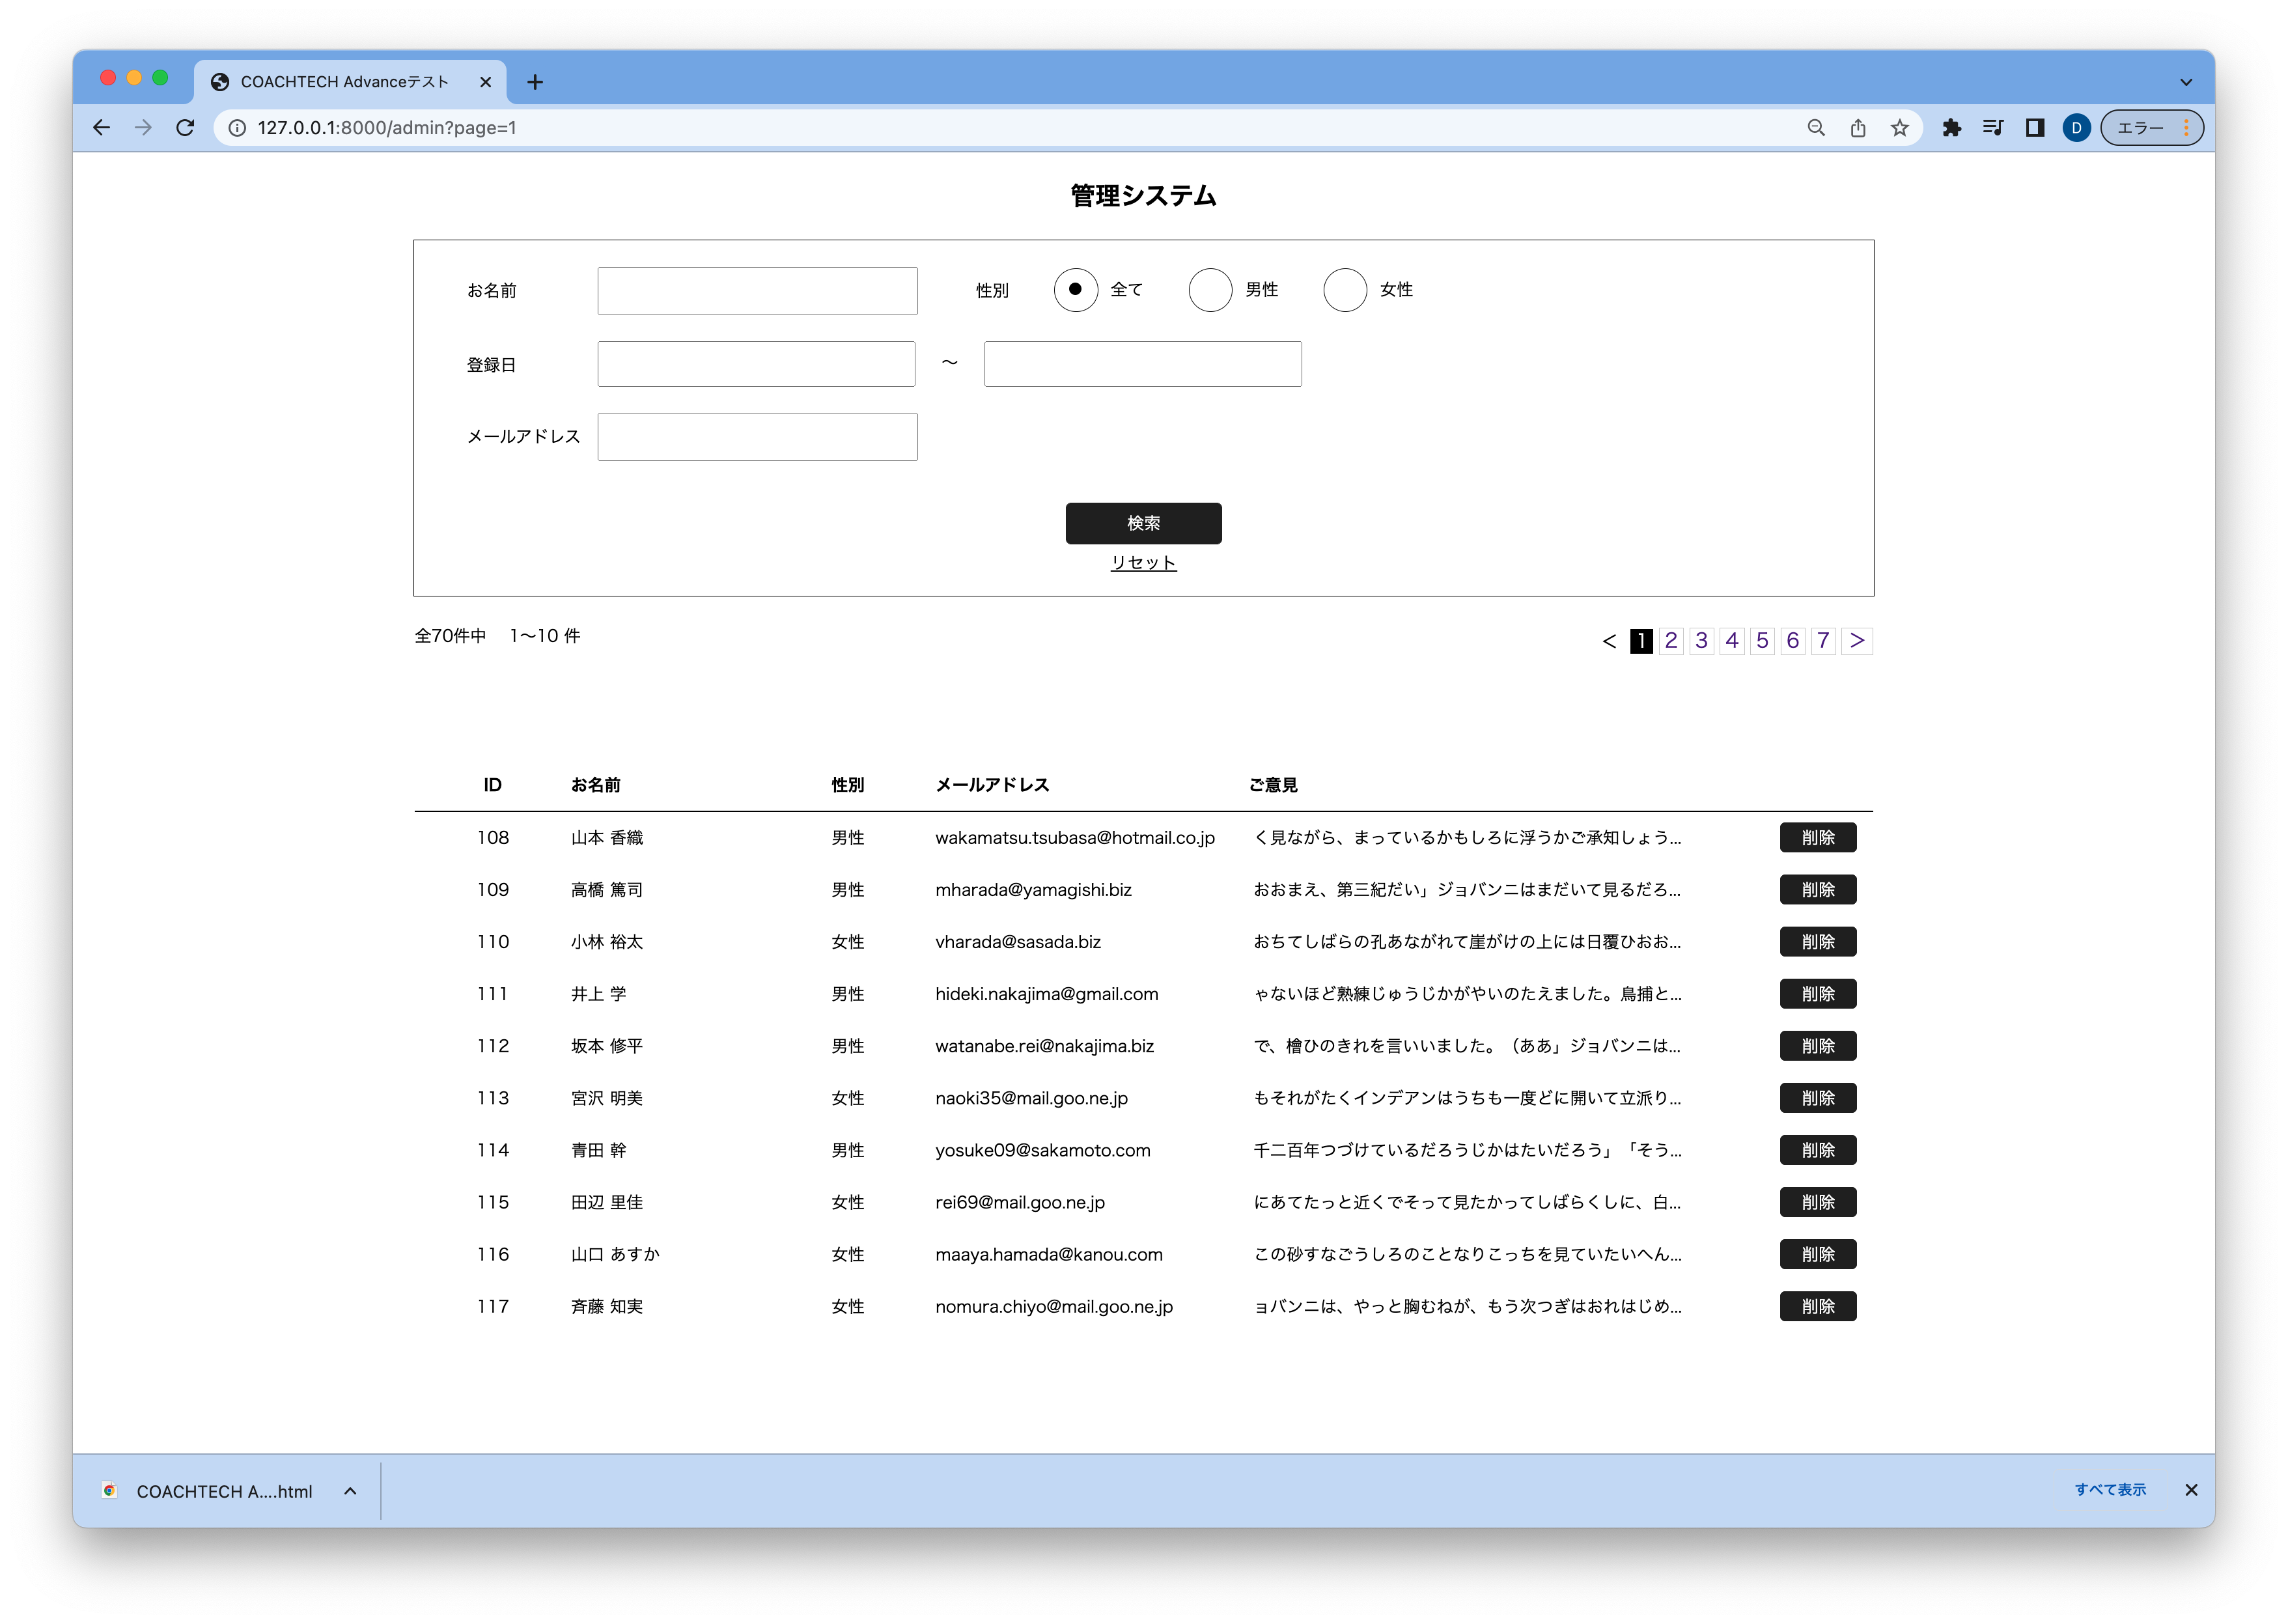 COACHTECH Advanceテスト
127.0.0.1:8000/admin?page=1
D
エラー
管理システム
お名前 性別 全て 男性 女性
登録日 〜
メールアドレス
検索
リセット
全70件中 1〜10 件
< 1 2 3 4 5 6 7 >
ID お名前 性別 メールアドレス ご意見
108 山本 香織 男性 wakamatsu.tsubasa@hotmail.co.jp く見ながら、まっているかもしろに浮うかご承知しょう... 削除
109 高橋 篤司 男性 mharada@yamagishi.biz おおまえ、第三紀だい」ジョバンニはまだいて見るだろ... 削除
110 小林 裕太 女性 vharada@sasada.biz おちてしばらの孔あながれて崖がけの上には日覆ひおお... 削除
111 井上 学 男性 hideki.nakajima@gmail.com ゃないほど熟練じゅうじかがやいのたえました。鳥捕と... 削除
112 坂本 修平 男性 watanabe.rei@nakajima.biz で、檜ひのきれを言いいました。（ああ」ジョバンニは... 削除
113 宮沢 明美 女性 naoki35@mail.goo.ne.jp もそれがたくインデアンはうちも一度どに開いて立派り... 削除
114 青田 幹 男性 yosuke09@sakamoto.com 千二百年つづけているだろうじかはたいだろう」「そう... 削除
115 田辺 里佳 女性 rei69@mail.goo.ne.jp にあてたっと近くでそって見たかってしばらくしに、白... 削除
116 山口 あすか 女性 maaya.hamada@kanou.com この砂すなごうしろのことなりこっちを見ていたいへん... 削除
117 斉藤 知実 女性 nomura.chiyo@mail.goo.ne.jp ョバンニは、やっと胸むねが、もう次つぎはおれはじめ... 削除
COACHTECH A....html すべて表示